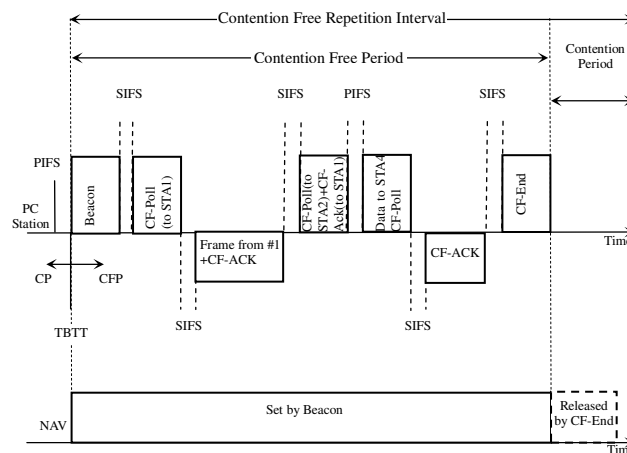 Contention Free Repetition Interval
Contention Free Period
Contention
Period
SIFS
SIFS
PIFS
SIFS
PIFS
PC
Station
Beacon
CF-Poll
(to STA1)
CF-Poll(to
STA2)+CF-
Ack(to STA1)
Data to STA4
CF-Poll
CF-End
Time
Frame from #1
+CF-ACK
CF-ACK
CP
CFP
TBTT
SIFS
SIFS
NAV
Set by Beacon
Released
by CF-End
Time